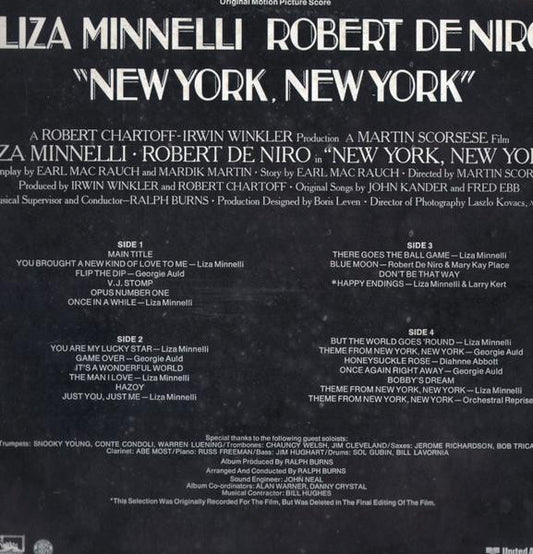 Original Motion Picture Score
LIZA MINNELLI ROBERT DE NIRO
"NEW YORK, NEW YORK"
A ROBERT CHARTOFF-IRWIN WINKLER Production A MARTIN SCORSESE Film
ZA MINNELLI · ROBERT DE NIRO in "NEW YORK, NEW YO
nplay by EARL MAC RAUCH and MARDIK MARTIN · Story by EARL MAC RAUCH · Directed by MARTIN SCOR
Produced by IRWIN WINKLER and ROBERT CHARTOFF · Original Songs by JOHN KANDER and FRED EBB
usical Supervisor and Conductor—RALPH BURNS · Production Designed by Boris Leven · Director of Photography Laszlo Kovacs,
SIDE 1
MAIN TITLE
YOU BROUGHT A NEW KIND OF LOVE TO ME — Liza Minnelli
FLIP THE DIP — Georgie Auld
V.J. STOMP
OPUS NUMBER ONE
ONCE IN A WHILE — Liza Minnelli
SIDE 2
YOU ARE MY LUCKY STAR — Liza Minnelli
GAME OVER — Georgie Auld
IT'S A WONDERFUL WORLD
THE MAN I LOVE — Liza Minnelli
HAZOY
JUST YOU, JUST ME — Liza Minnelli
SIDE 3
THERE GOES THE BALL GAME — Liza Minnelli
BLUE MOON — Robert De Niro & Mary Kay Place
DON'T BE THAT WAY
*HAPPY ENDINGS — Liza Minnelli & Larry Kert
SIDE 4
BUT THE WORLD GOES 'ROUND — Liza Minnelli
THEME FROM NEW YORK, NEW YORK — Georgie Auld
HONEYSUCKLE ROSE — Diahnne Abbott
ONCE AGAIN RIGHT AWAY — Georgie Auld
BOBBY'S DREAM
THEME FROM NEW YORK, NEW YORK — Liza Minnelli
THEME FROM NEW YORK, NEW YORK — Orchestral Reprise
Special thanks to the following guest soloists:
Trumpets: SNOOKY YOUNG, CONTE CONDOLI, WARREN LUENING/Trombones: CHAUNCY WELSH, JIM CLEVELAND/Saxes: JEROME RICHARDSON, BOB TRICA
Clarinet: ABE MOST/Piano: RUSS FREEMAN/Bass: JIM HUGHART/Drums: SOL GUBIN, BILL LAVORNIA
Album Produced By RALPH BURNS
Arranged And Conducted By RALPH BURNS
Sound Engineer: JOHN NEAL
Album Co-ordinators: ALAN WARNER, DANNY CRYSTAL
Musical Contractor: BILL HUGHES
*This Selection Was Originally Recorded For The Film, But Was Deleted in The Final Editing Of The Film.
United A